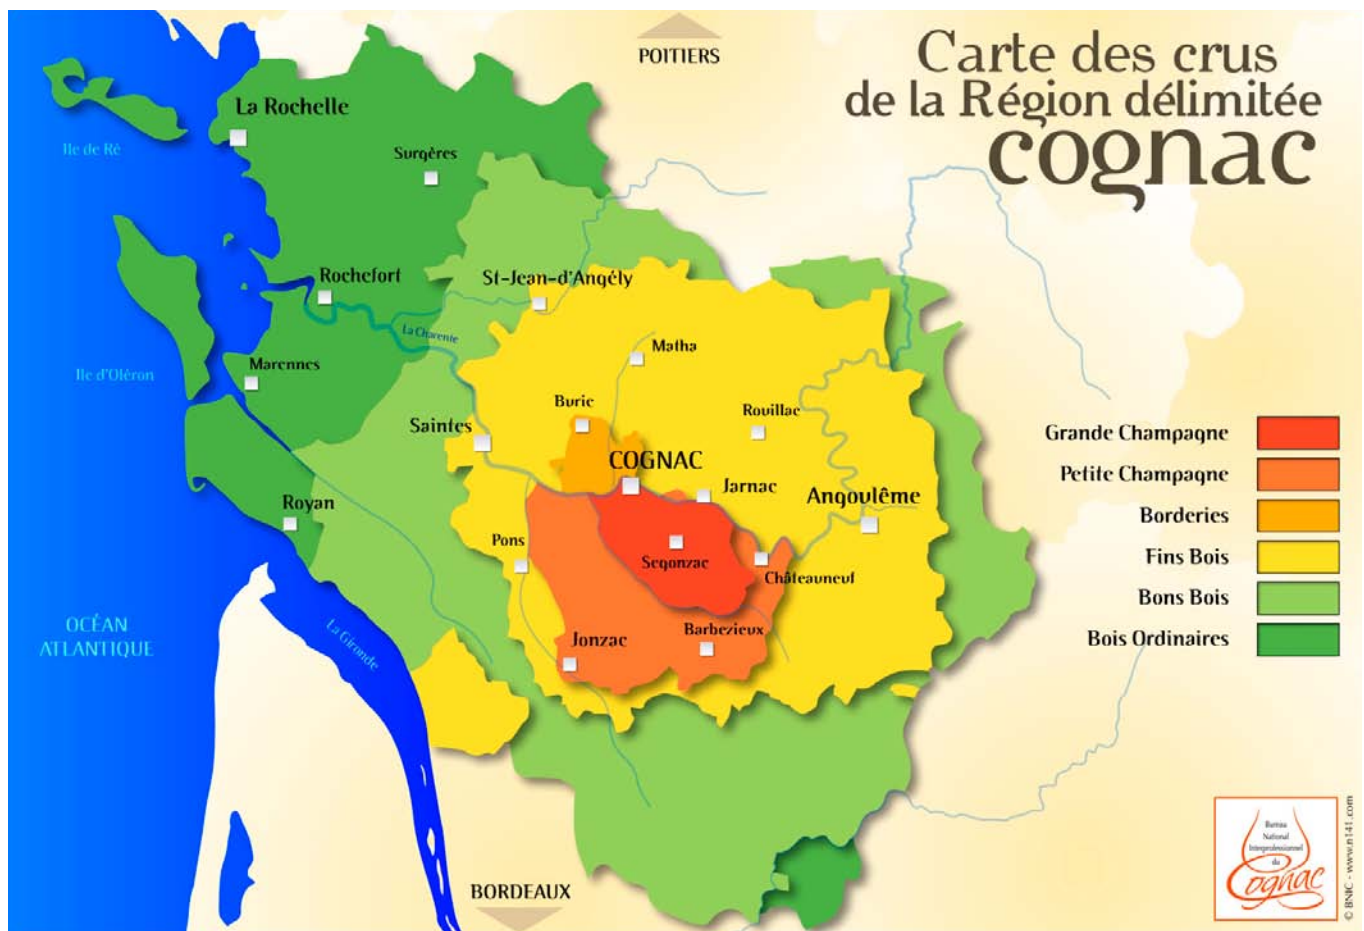 POITIERS
Carte des crus
de la Région délimitée
cognac
La Rochelle
Ile de Ré
Surgères
Rochefort
St-Jean-d'Angély
La Charente
Matha
Marennes
Ile d'Oléron
Burie
Rouillac
Saintes
COGNAC
Jarnac
Angoulême
Royan
Pons
Segonzac
Châteauneuf
Barbezieux
Jonzac
La Gironde
OCÉAN
ATLANTIQUE
BORDEAUX
Grande Champagne
Petite Champagne
Borderies
Fins Bois
Bons Bois
Bois Ordinaires
Bureau
National
Interprofessionnel
du
Cognac
© BNIC - www.n141.com